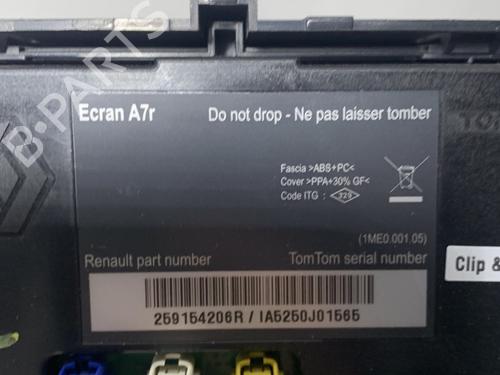 B-PARTS
Ecran A7r
Do not drop - Ne pas laisser tomber
Fascia >ABS+PC<
Cover >PPA+30% GF<
Code ITG : 729
(1ME0.001.05)
Renault part number
TomTom serial number
Clip &
259154206R / IA5250J01565